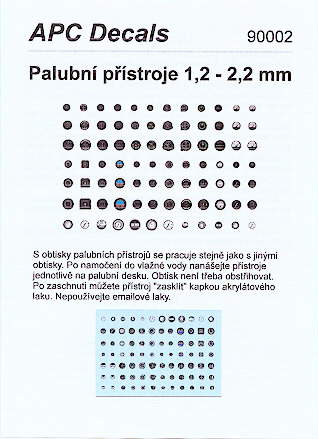 APC Decals
90002
Palubní přístroje 1,2 - 2,2 mm
S obtisky palubních přístrojů se pracuje stejně jako s jinými
obtisky. Po namočení do vlažné vody nanášejte přístroje
jednotlivě na palubní desku. Obtisk není třeba obstřihovat.
Po zaschnutí můžete přístroj "zasklít" kapkou akrylátového
laku. Nepoužívejte emailové laky.